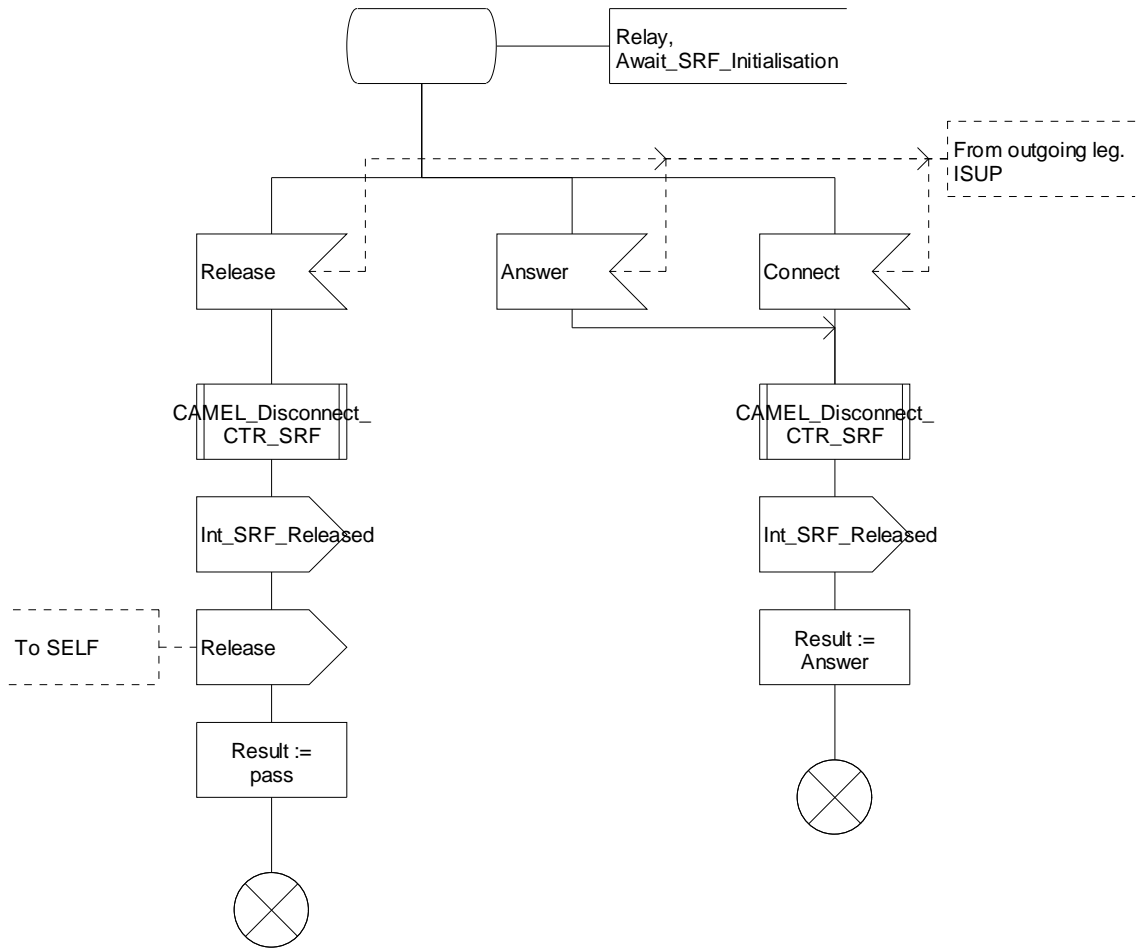 Relay,
Await_SRF_Initialisation
From outgoing leg.
ISUP
Release
Answer
Connect
CAMEL_Disconnect_
CTR_SRF
CAMEL_Disconnect_
CTR_SRF
Int_SRF_Released
Int_SRF_Released
To SELF
Release
Result :=
Answer
Result :=
pass